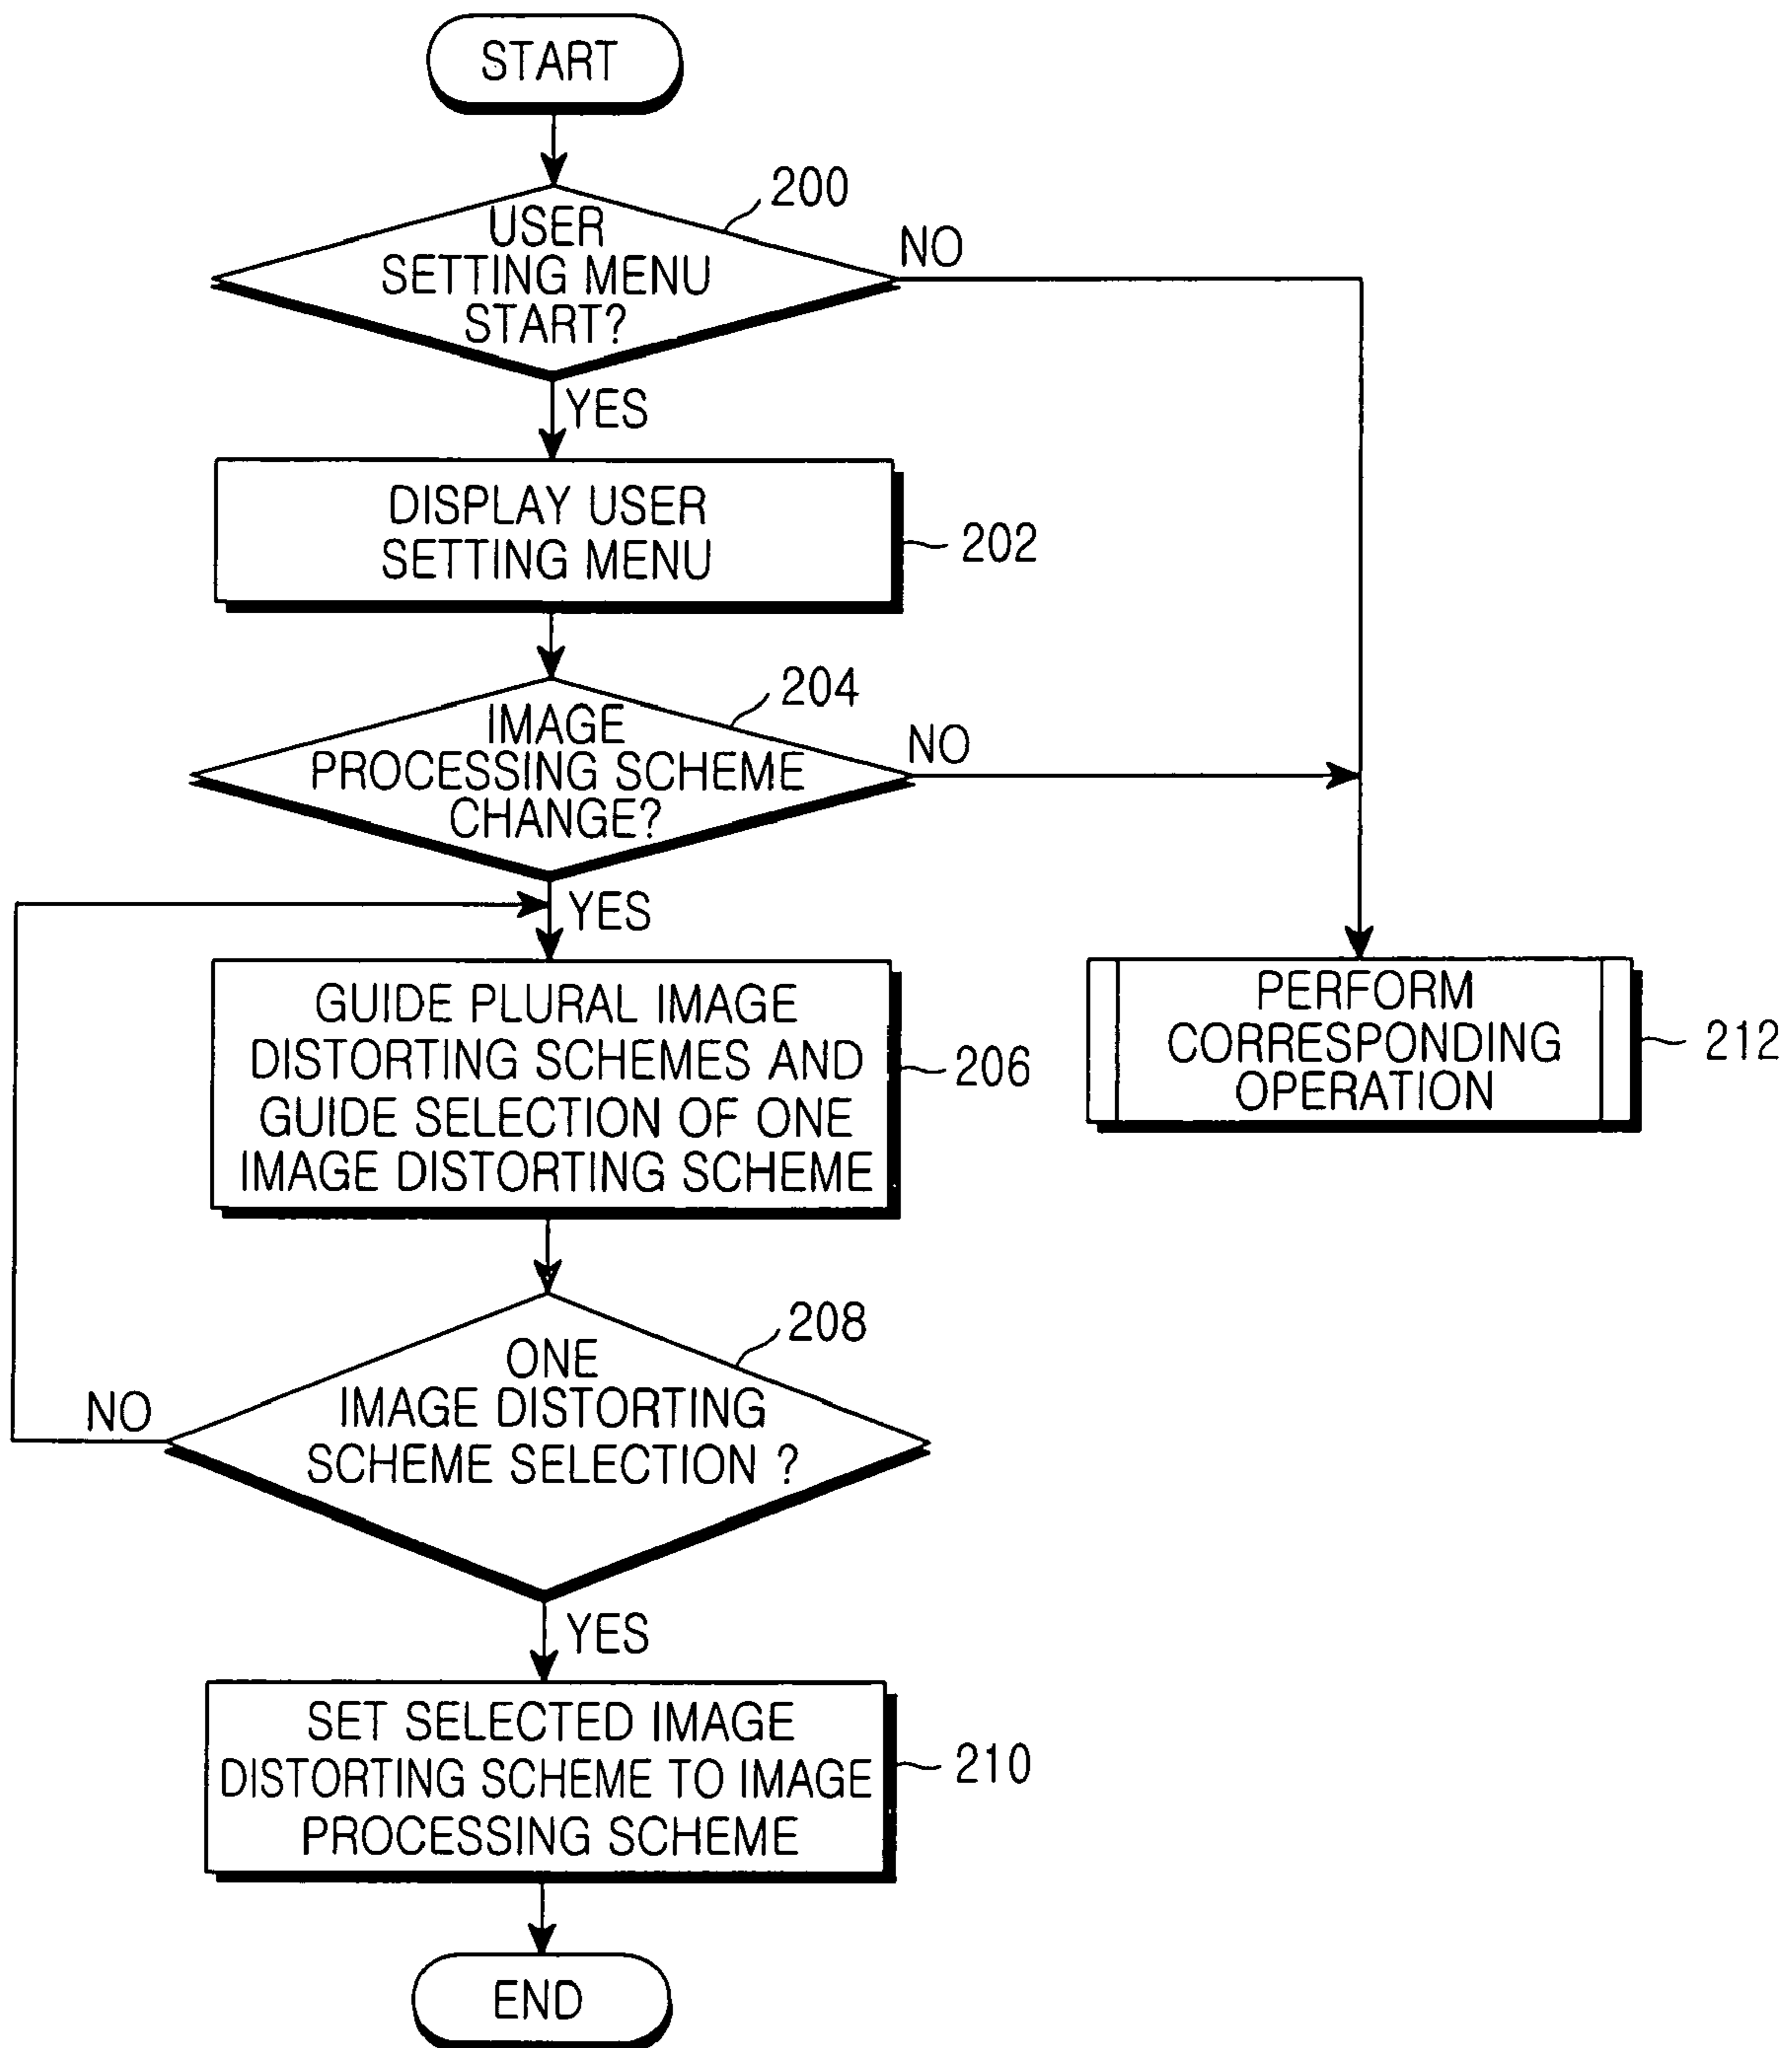 START
200
USER
SETTING MENU
START?
NO
YES
DISPLAY USER
SETTING MENU
202
204
IMAGE
PROCESSING SCHEME
CHANGE?
NO
YES
GUIDE PLURAL IMAGE
DISTORTING SCHEMES AND
GUIDE SELECTION OF ONE
IMAGE DISTORTING SCHEME
206
PERFORM
CORRESPONDING
OPERATION
212
208
ONE
IMAGE DISTORTING
SCHEME SELECTION ?
NO
YES
SET SELECTED IMAGE
DISTORTING SCHEME TO IMAGE
PROCESSING SCHEME
210
END